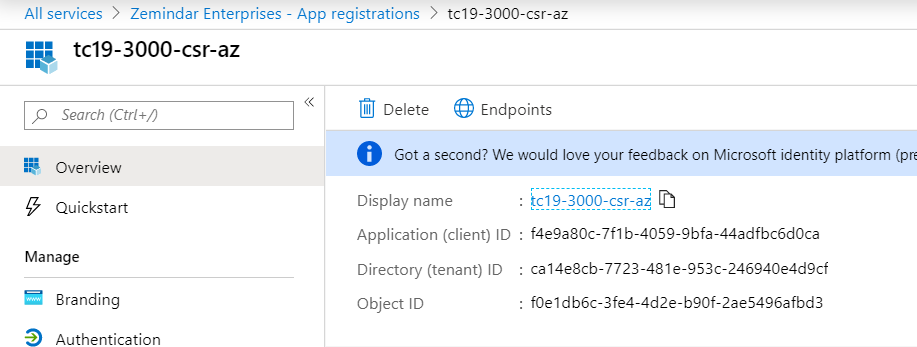 All services > Zemindar Enterprises - App registrations > tc19-3000-csr-az
tc19-3000-csr-az
Search (Ctrl+/)
«
Delete
Endpoints
Overview
Quickstart
Manage
Branding
Authentication
Got a second? We would love your feedback on Microsoft identity platform (pre
Display name : tc19-3000-csr-az
Application (client) ID : f4e9a80c-7f1b-4059-9bfa-44adfbc6d0ca
Directory (tenant) ID : ca14e8cb-7723-481e-953c-246940e4d9cf
Object ID : f0e1db6c-3fe4-4d2e-b90f-2ae5496afbd3